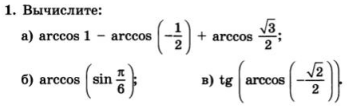 1. Вычислите:
а) arccos 1 − arccos (−1/2) + arccos √3/2;
б) arccos (sin π/6); в) tg (arccos (−√2/2)).